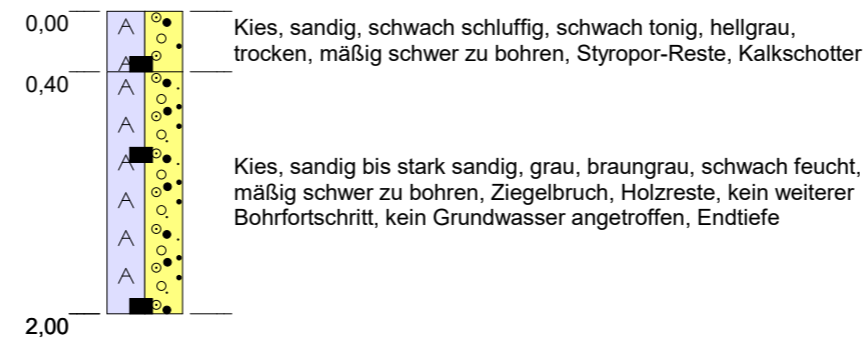 0,00
Kies, sandig, schwach schluffig, schwach tonig, hellgrau,
trocken, mäßig schwer zu bohren, Styropor-Reste, Kalkschotter
0,40
Kies, sandig bis stark sandig, grau, braungrau, schwach feucht,
mäßig schwer zu bohren, Ziegelbruch, Holzreste, kein weiterer
Bohrfortschritt, kein Grundwasser angetroffen, Endtiefe
2,00